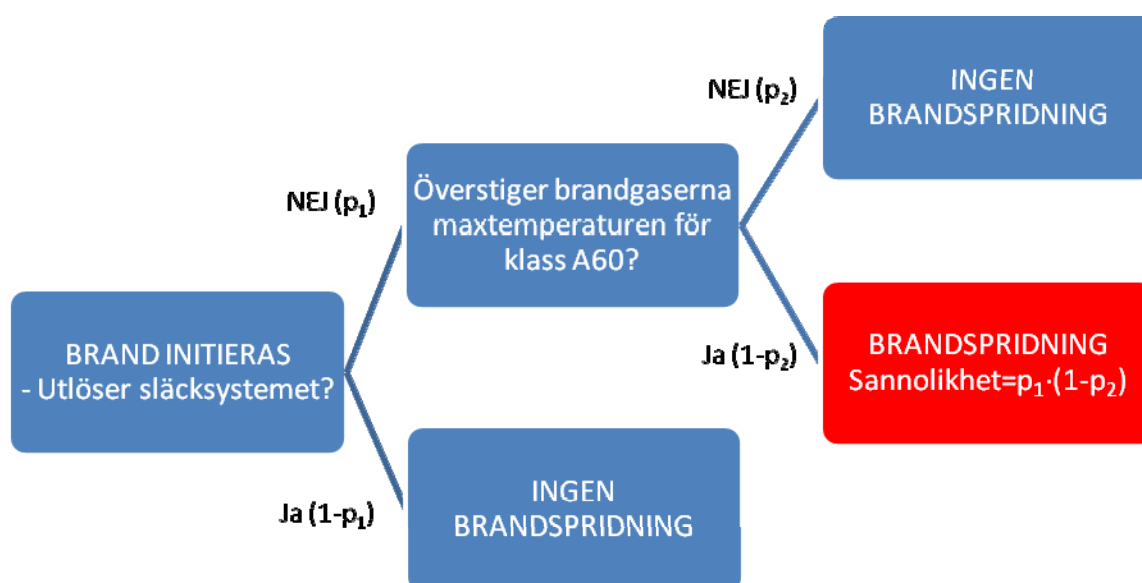 BRAND INITIERAS
- Utlöser släcksystemet?
NEJ (p₁)
Ja (1-p₁)
Överstiger brandgaserna
maxtemperaturen för
klass A60?
INGEN
BRANDSPRIDNING
NEJ (p₂)
Ja (1-p₂)
INGEN
BRANDSPRIDNING
BRANDSPRIDNING
Sannolikhet=p₁·(1-p₂)